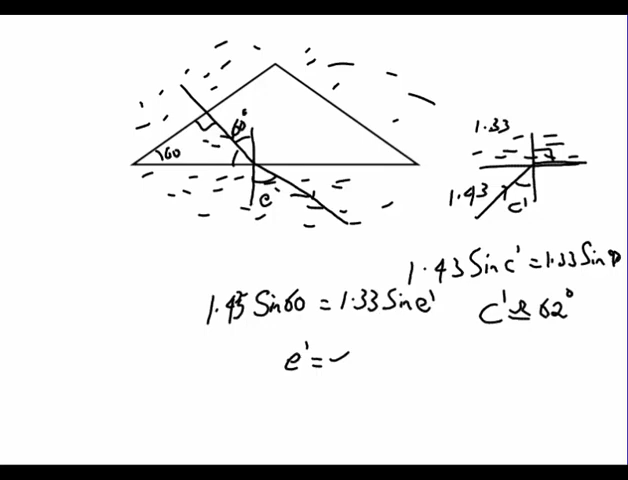 60°
60
e
1.33
1.43
c'
1.43 Sin c' = 1.33 Sin 90
1.43 Sin 60 = 1.33 Sin e'
c' ≈ 62°
e' = ✓